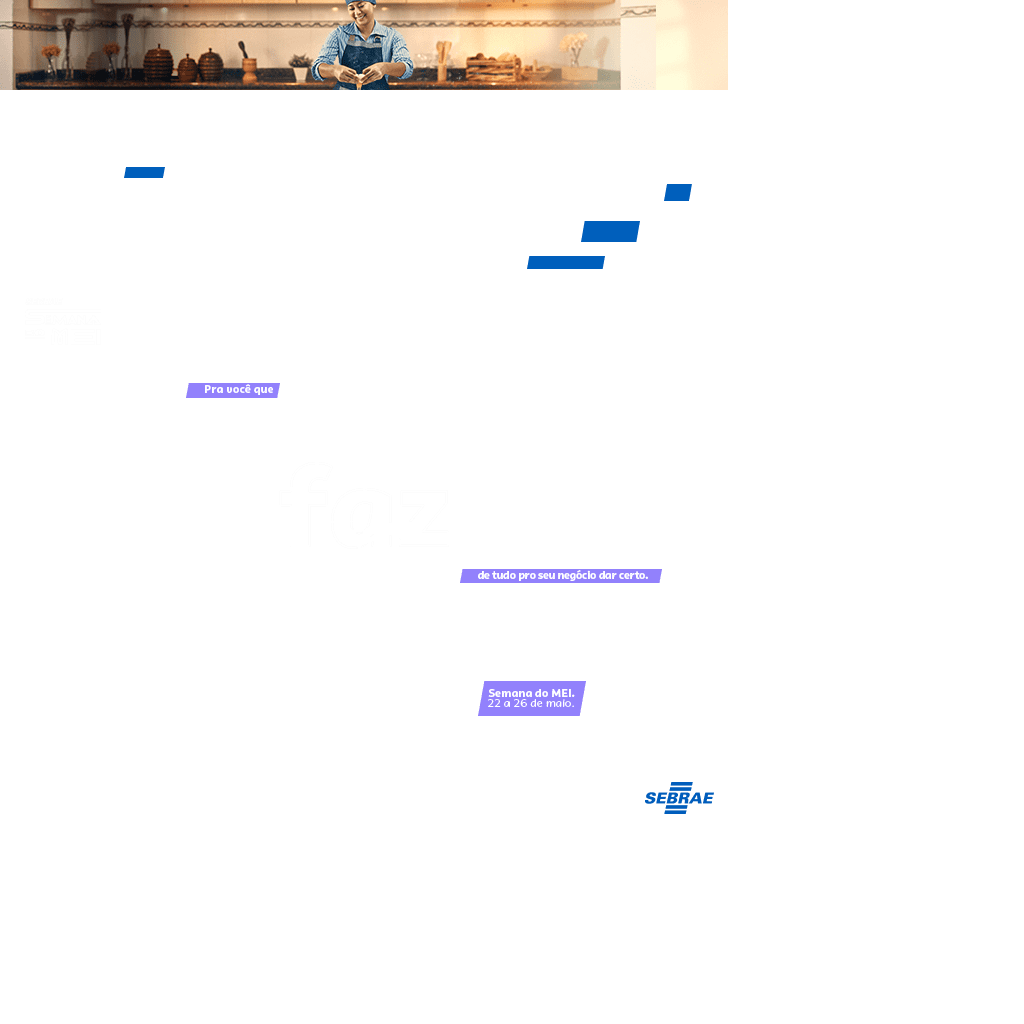 Pra você que
de tudo pro seu negócio dar certo.
Semana do MEI.
22 a 26 de maio.
SEBRAE